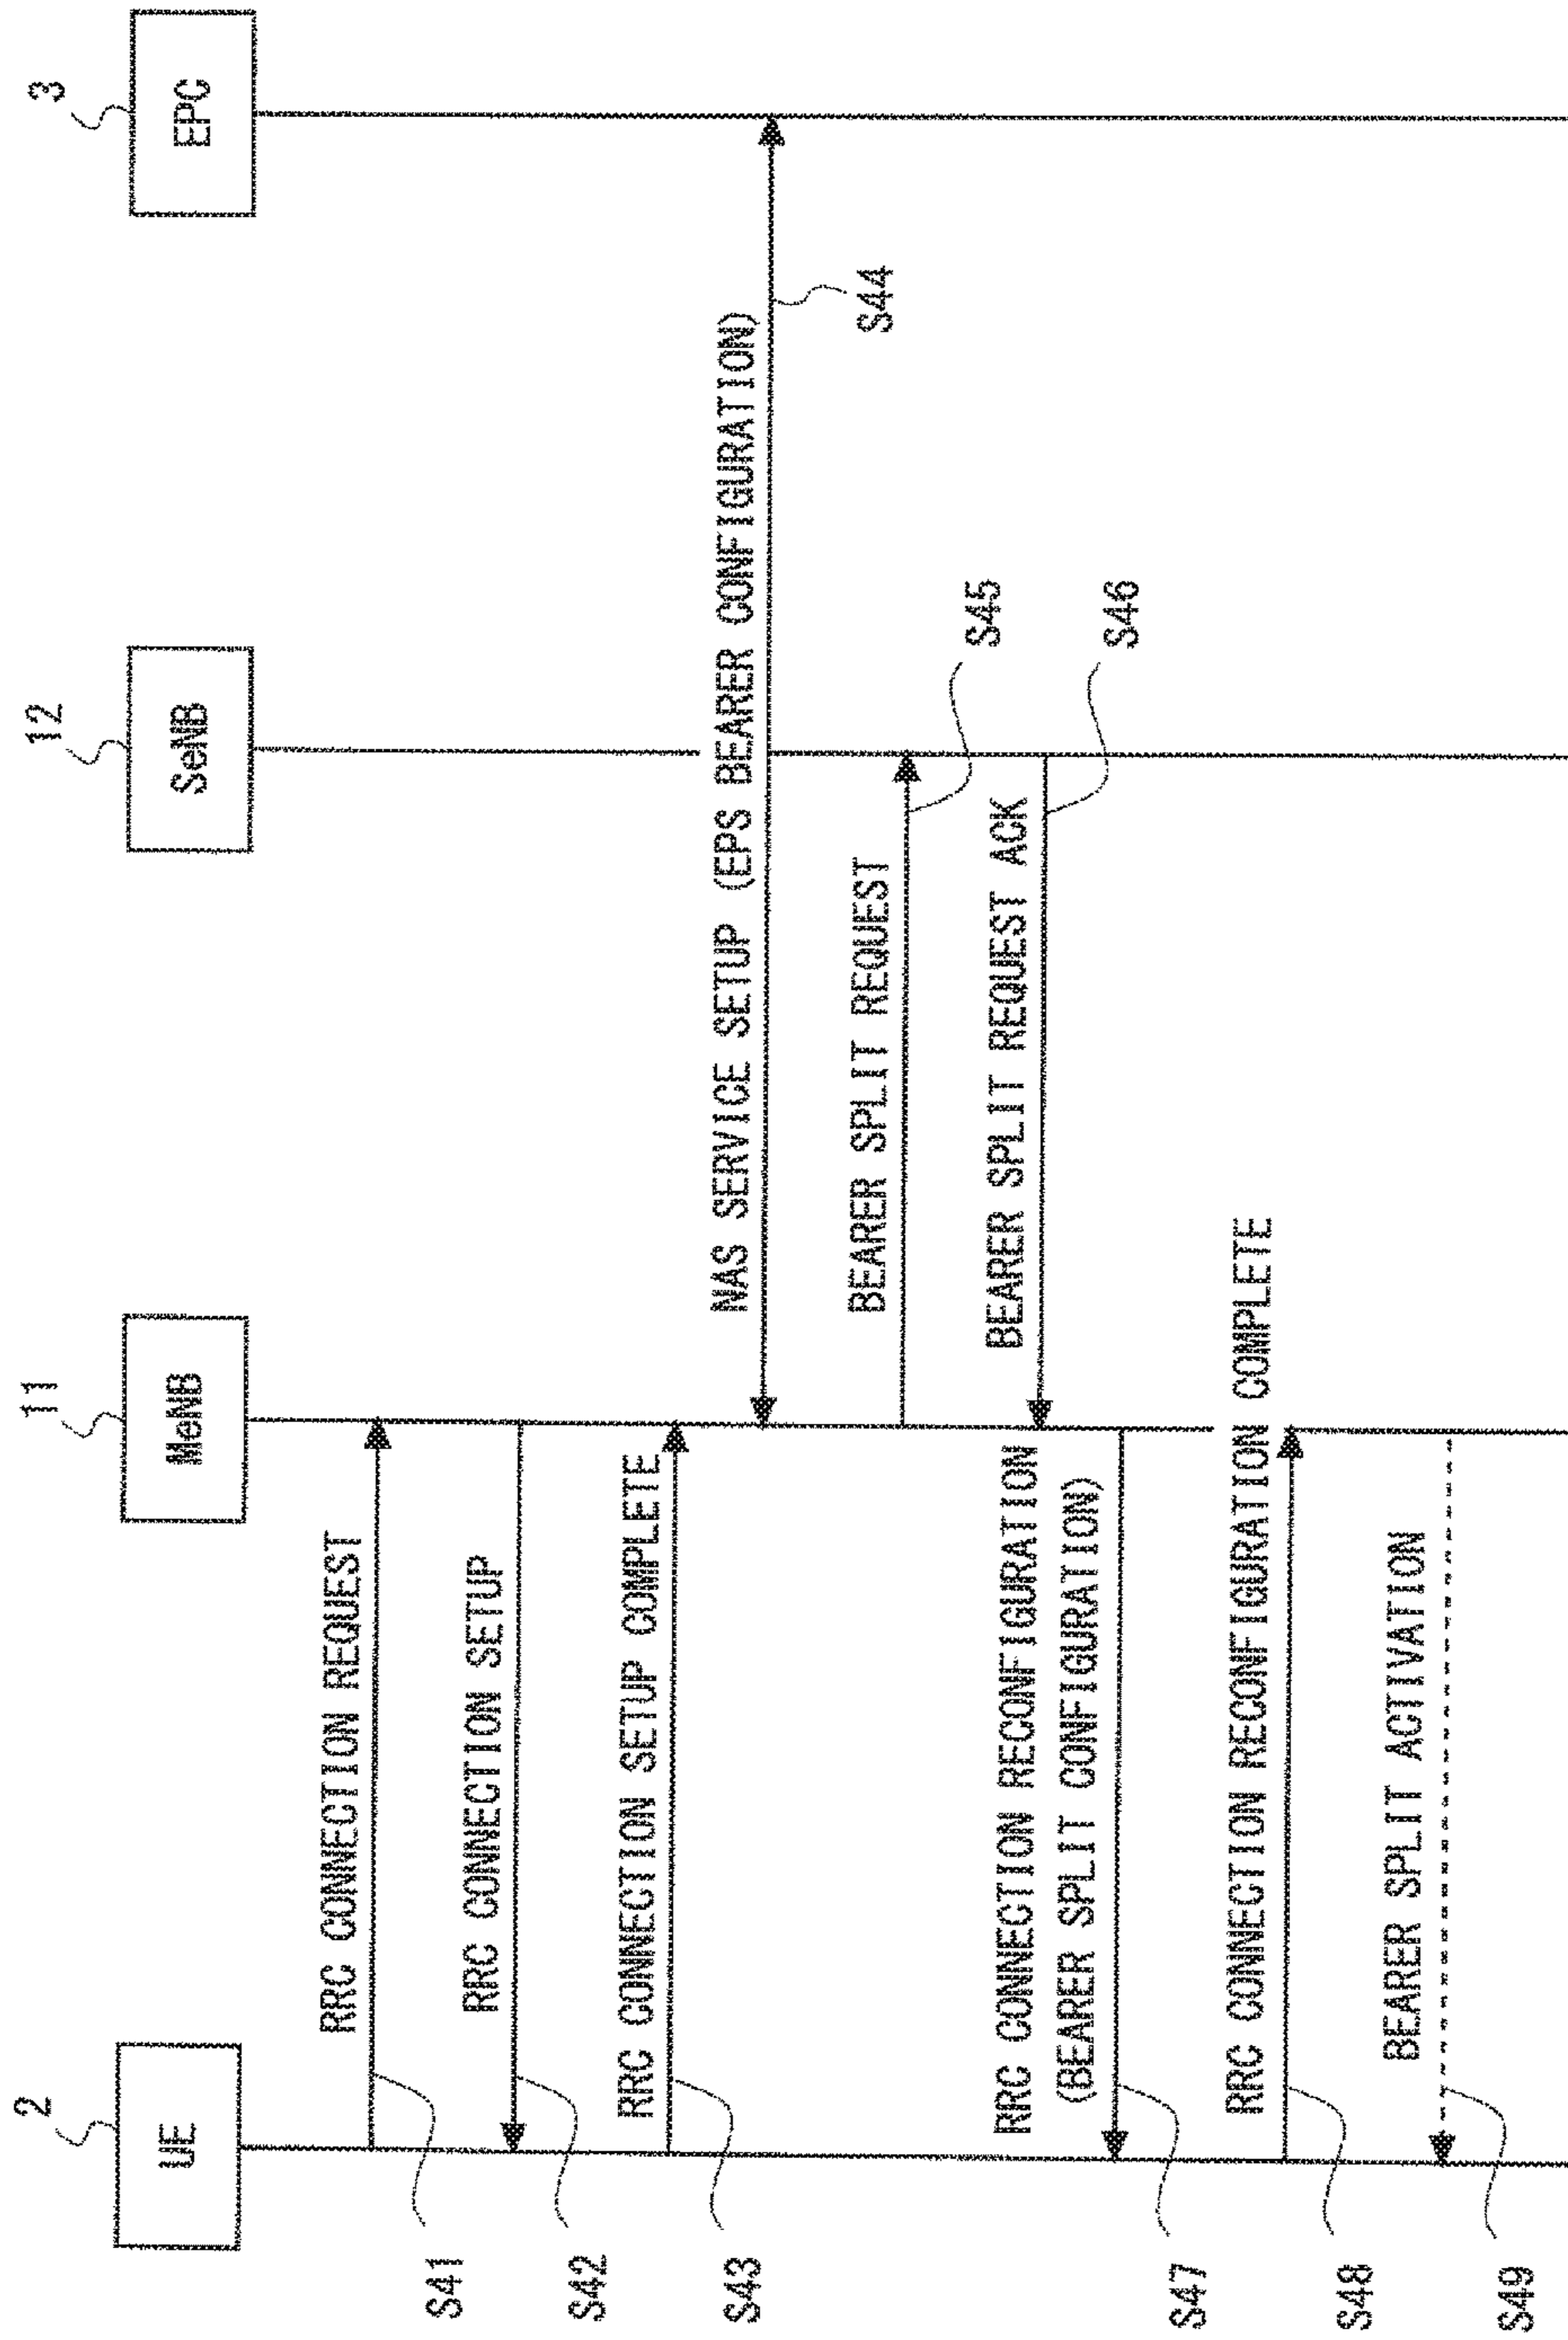 2
UE
11
MeNB
12
SeNB
3
EPC
RRC CONNECTION REQUEST
S41
RRC CONNECTION SETUP
S42
RRC CONNECTION SETUP COMPLETE
S43
NAS SERVICE SETUP (EPS BEARER CONFIGURATION)
S44
BEARER SPLIT REQUEST
S45
BEARER SPLIT REQUEST ACK
S46
RRC CONNECTION RECONFIGURATION
(BEARER SPLIT CONFIGURATION)
S47
RRC CONNECTION RECONFIGURATION COMPLETE
S48
BEARER SPLIT ACTIVATION
S49